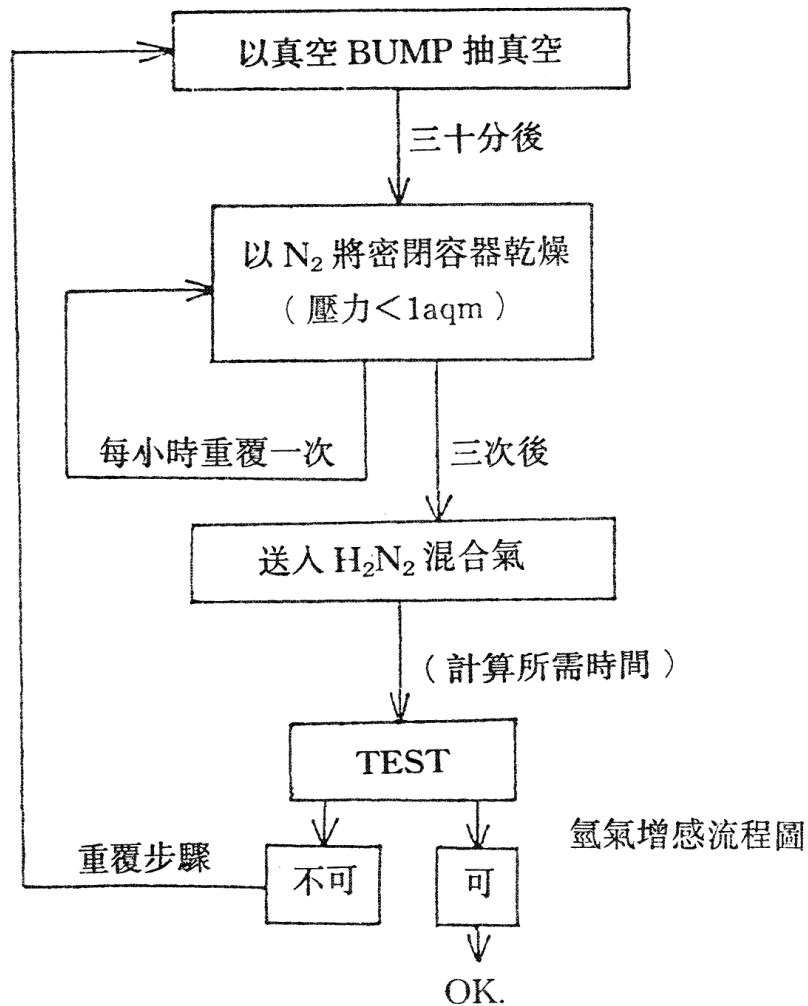 以真空 BUMP 抽真空
三十分後
以 N₂ 將密閉容器乾燥
（壓力<1aqm）
每小時重覆一次
三次後
送入 H₂N₂ 混合氣
（計算所需時間）
TEST
氫氣增感流程圖
重覆步驟
不可
可
OK.